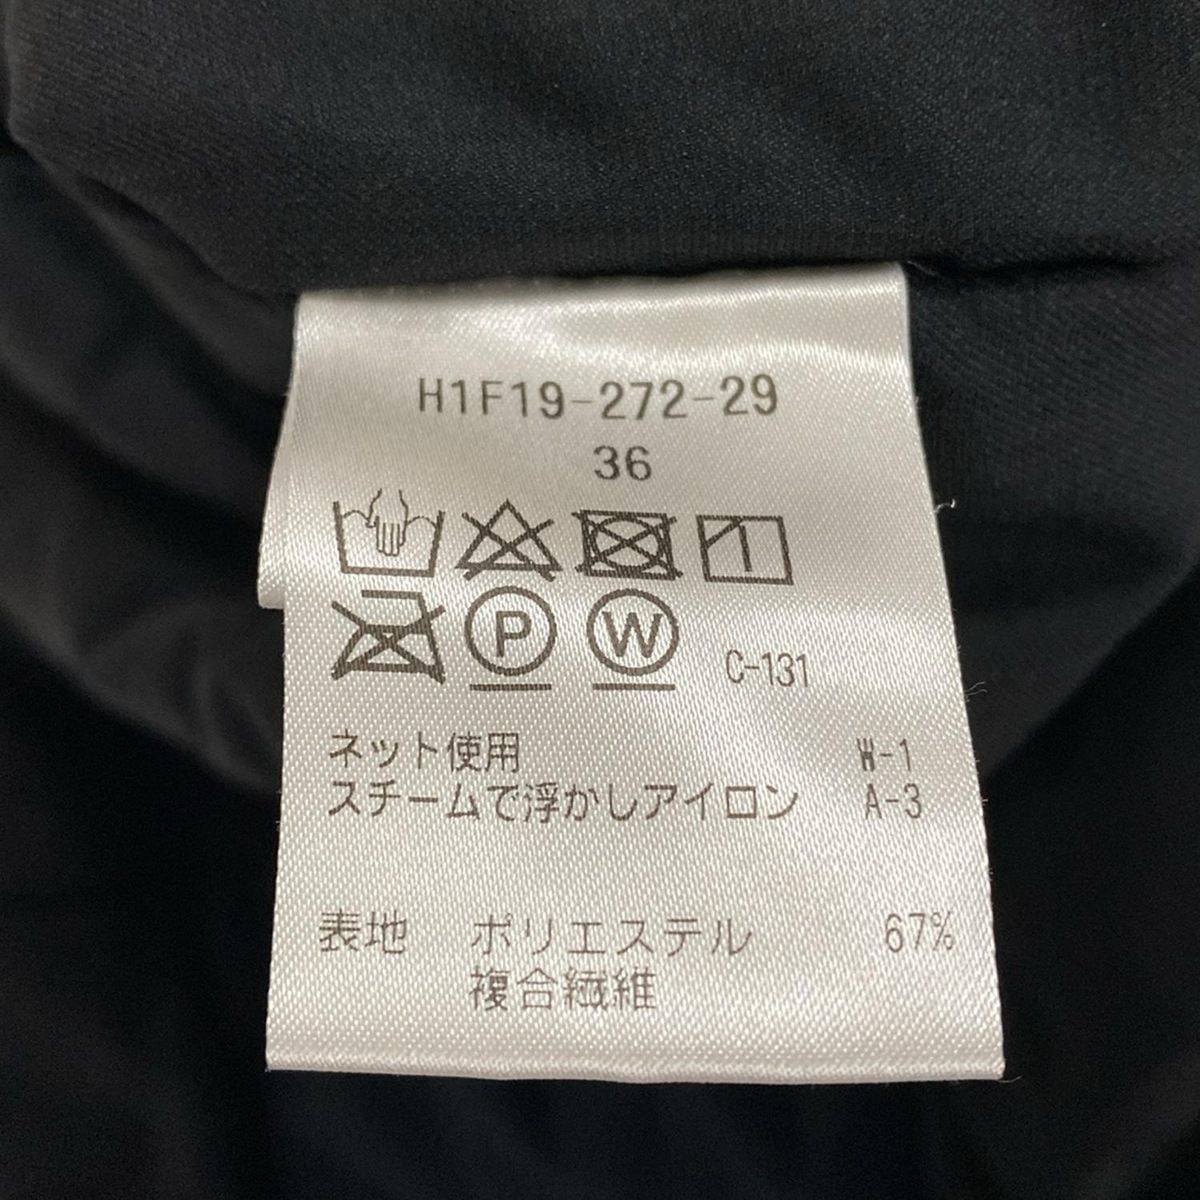 H1F19-272-29
36
P W C-131
ネット使用 W-1
スチームで浮かしアイロン A-3
表地 ポリエステル 67%
複合繊維